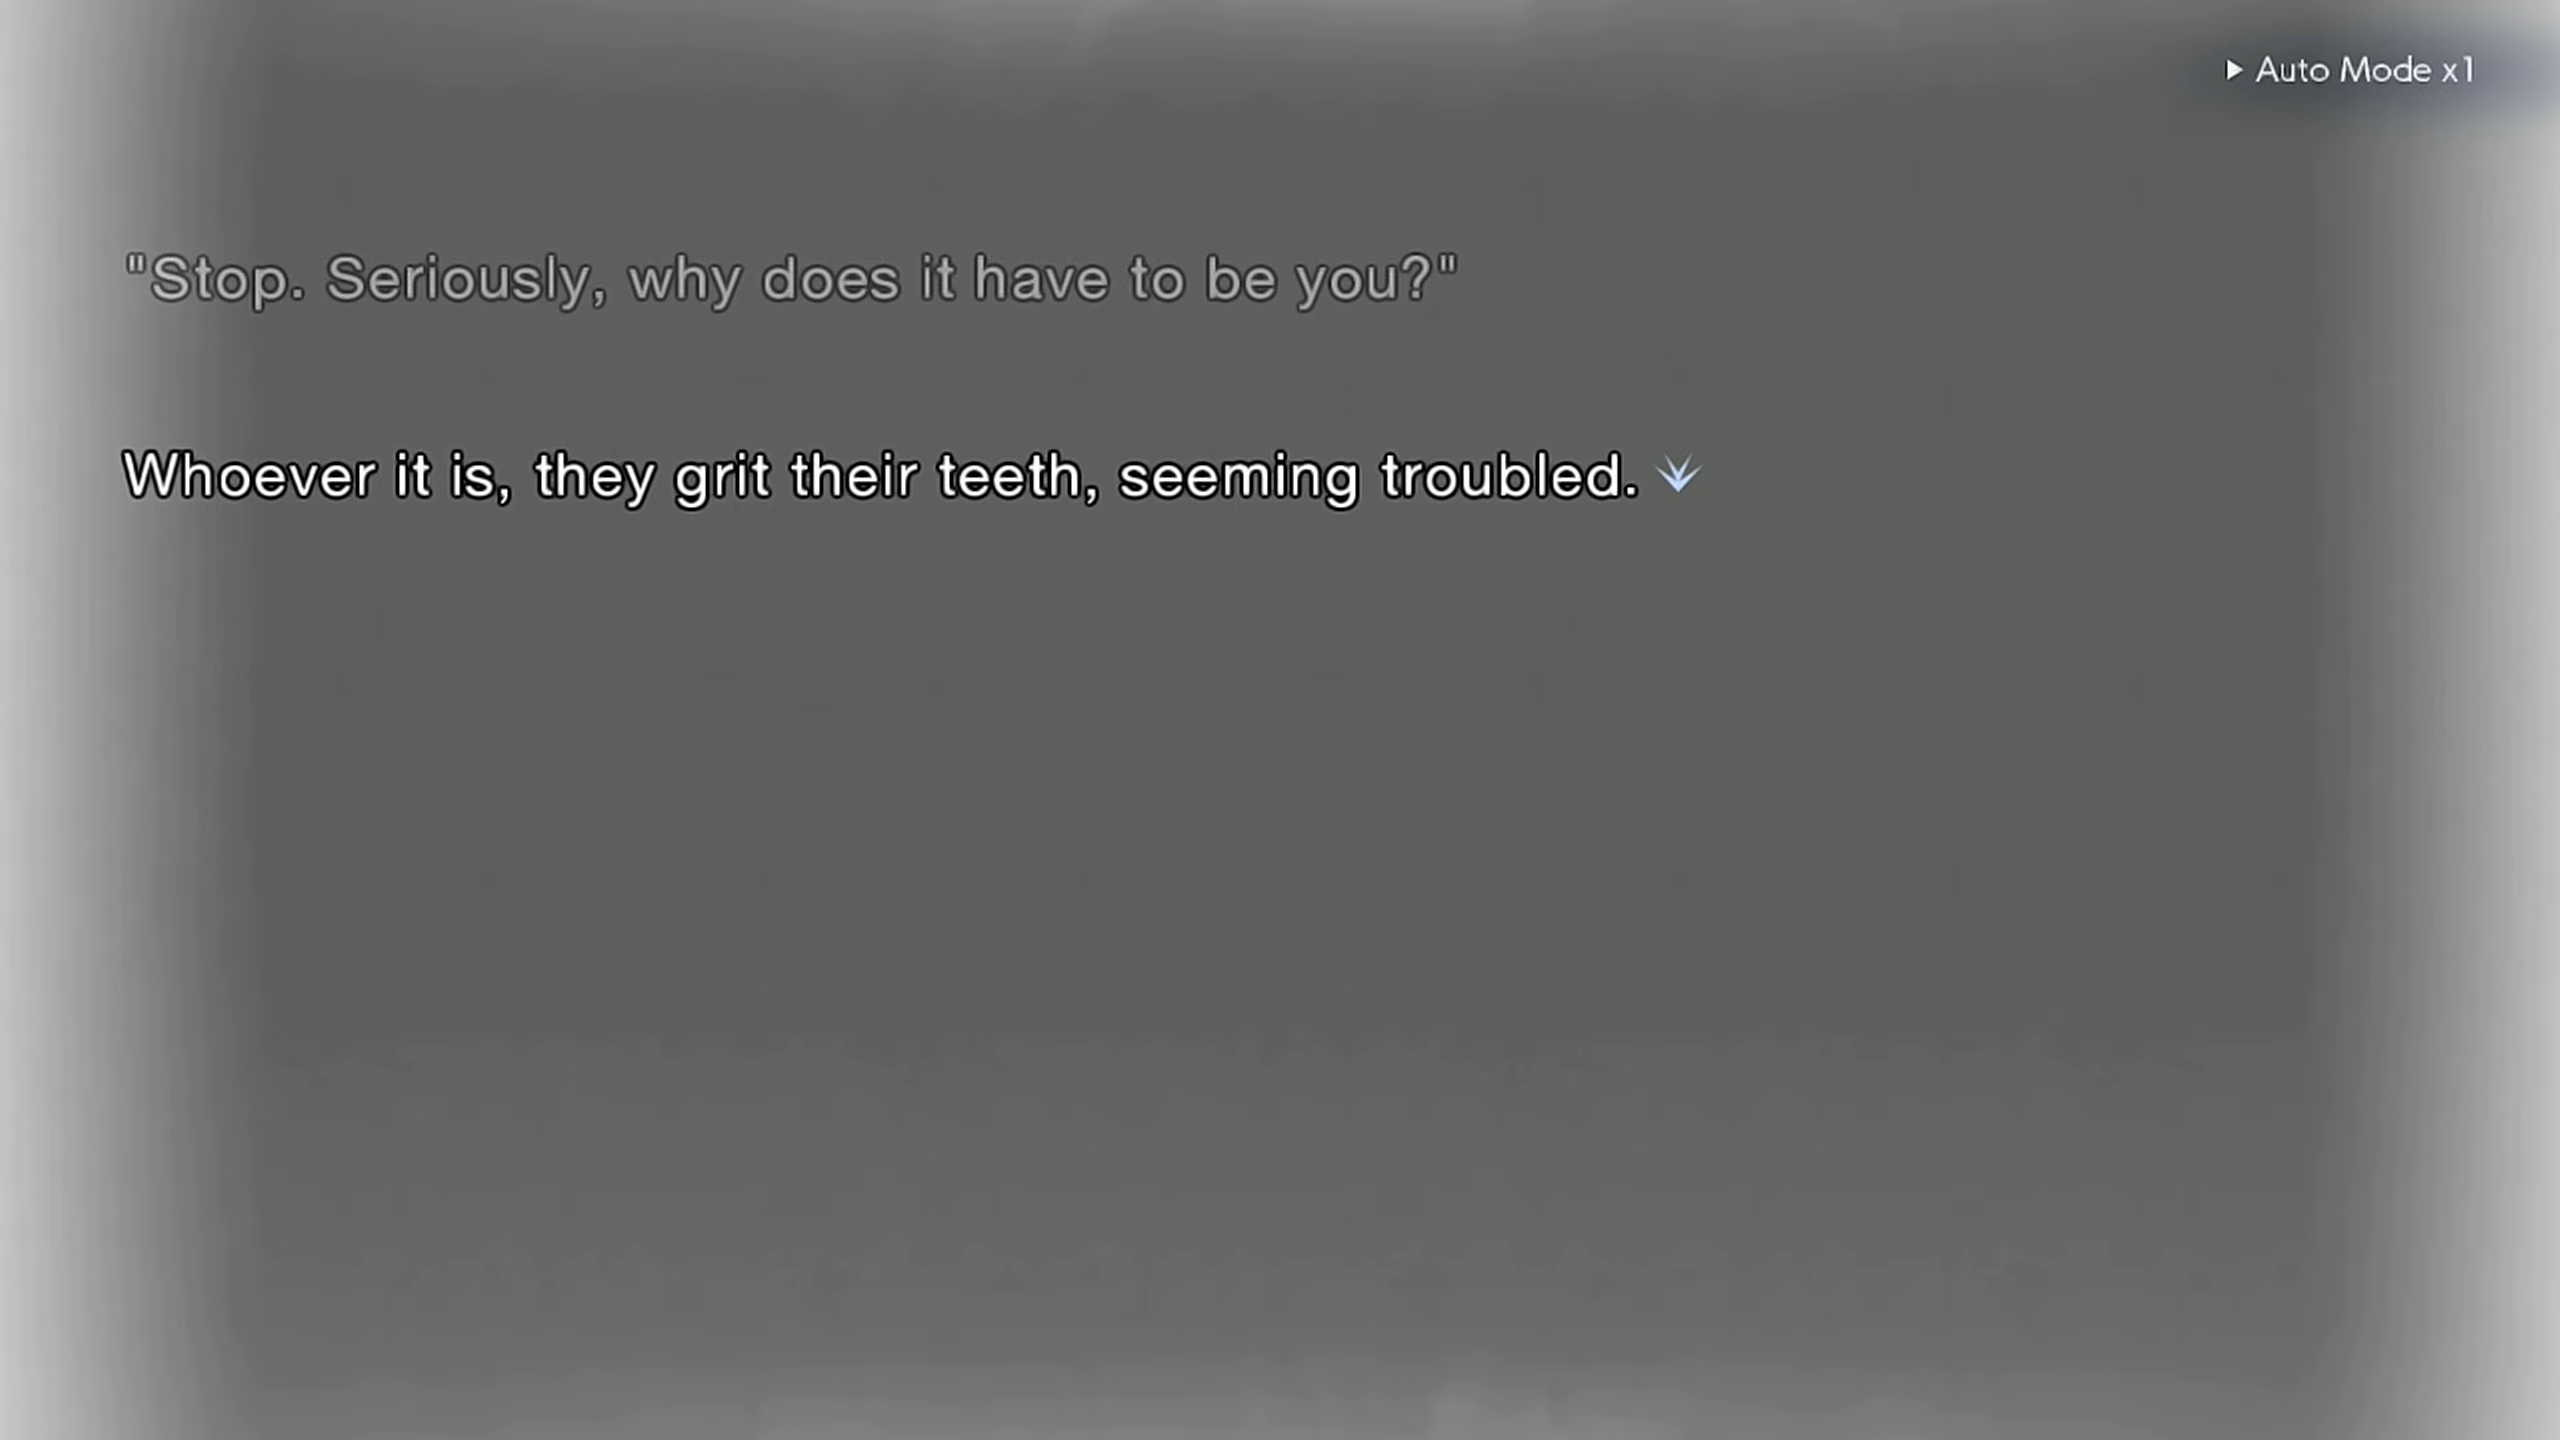 Auto Mode x1
"Stop. Seriously, why does it have to be you?"
Whoever it is, they grit their teeth, seeming troubled.